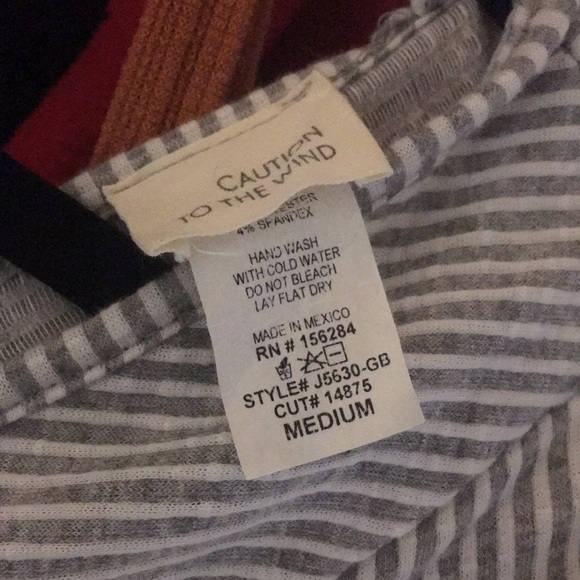 CAUTION
TO THE WIND
4% SPANDEX
HAND WASH
WITH COLD WATER
DO NOT BLEACH
LAY FLAT DRY
MADE IN MEXICO
RN # 156284
STYLE# J5630-GB
CUT# 14875
MEDIUM